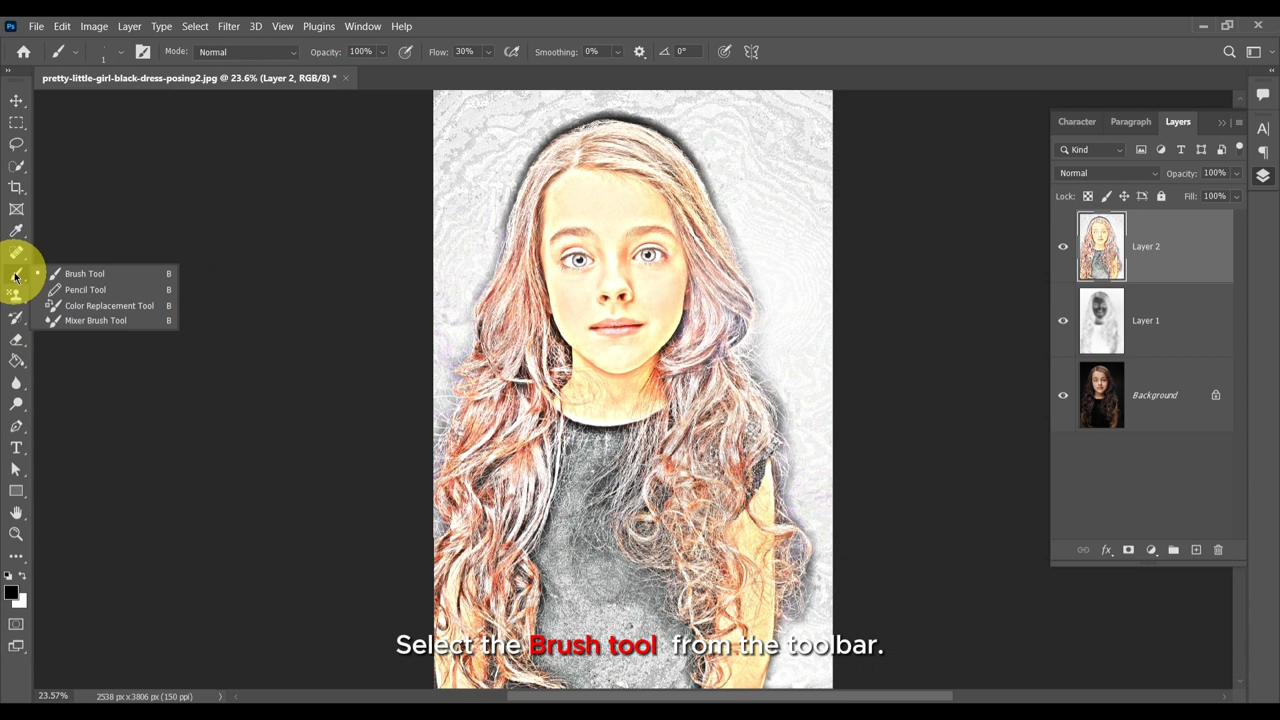 Ps File Edit Image Layer Type Select Filter 3D View Plugins Window Help
1 Mode: Normal Opacity: 100% Flow: 30% Smoothing: 0% 0°
pretty-little-girl-black-dress-posing2.jpg @ 23.6% (Layer 2, RGB/8) *
Character Paragraph Layers
Kind
Normal Opacity: 100%
Lock: Fill: 100%
Layer 2
Brush Tool B
Pencil Tool B
Color Replacement Tool B
Mixer Brush Tool B
Layer 1
Background
Select the Brush tool from the toolbar.
23.57% 2538 px x 3806 px (150 ppi)